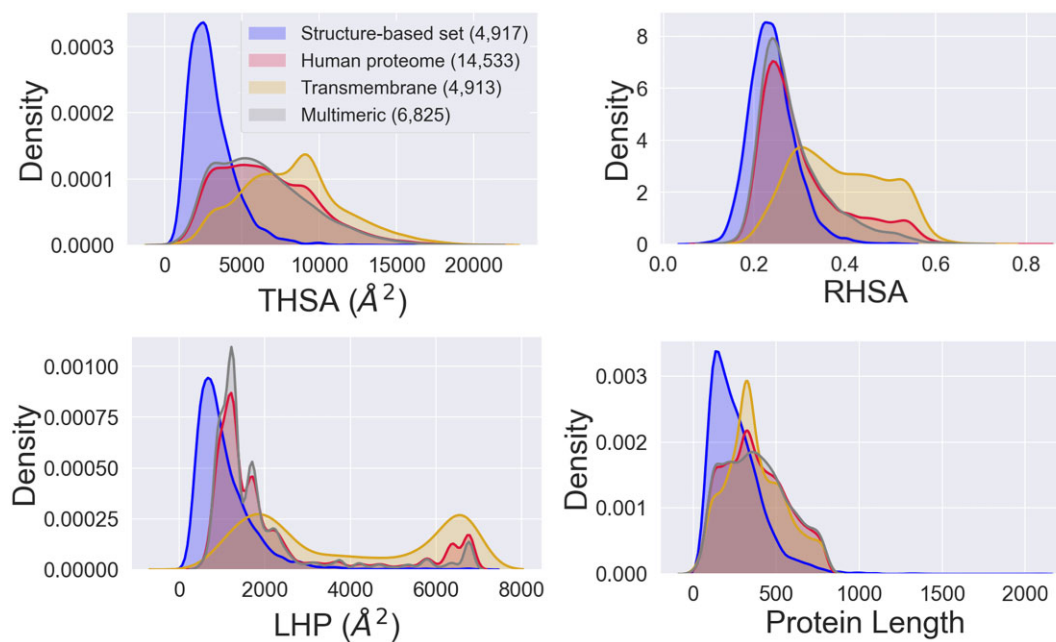 0.0003
0.0002
0.0001
0.0000
Density
Structure-based set (4,917)
Human proteome (14,533)
Transmembrane (4,913)
Multimeric (6,825)
0 5000 10000 15000 20000
THSA (Å²)
8
6
4
2
0
Density
0.0 0.2 0.4 0.6 0.8
RHSA
0.00100
0.00075
0.00050
0.00025
0.00000
Density
0 2000 4000 6000 8000
LHP (Å²)
0.003
0.002
0.001
0.000
Density
0 500 1000 1500 2000
Protein Length